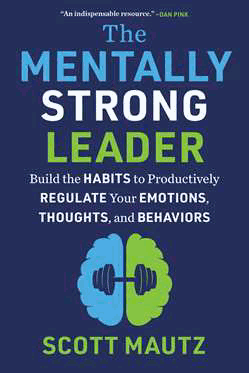 "An indispensable resource." —DAN PINK
The
MENTALLY
STRONG
LEADER
Build the HABITS to Productively
REGULATE Your EMOTIONS,
THOUGHTS, and BEHAVIORS
SCOTT MAUTZ